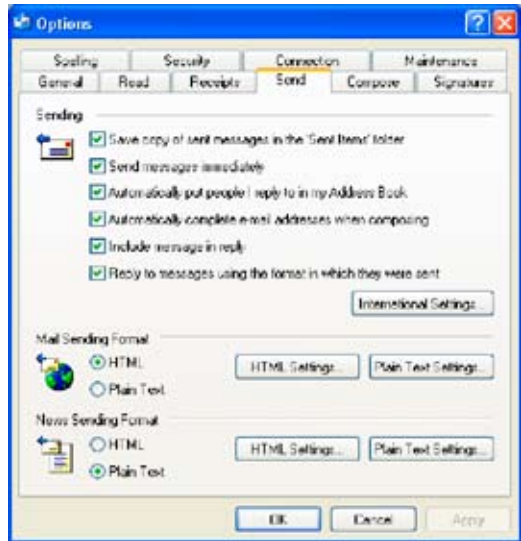 Options
Spelling Security Connection Maintenance
General Read Receipts Send Compose Signatures
Sending
Save copy of sent messages in the 'Sent Items' folder
Send messages immediately
Automatically put people I reply to in my Address Book
Automatically complete e-mail addresses when composing
Include message in reply
Reply to messages using the format in which they were sent
International Settings...
Mail Sending Format
HTML HTML Settings... Plain Text Settings...
Plain Text
News Sending Format
HTML HTML Settings... Plain Text Settings...
Plain Text
OK Cancel Apply